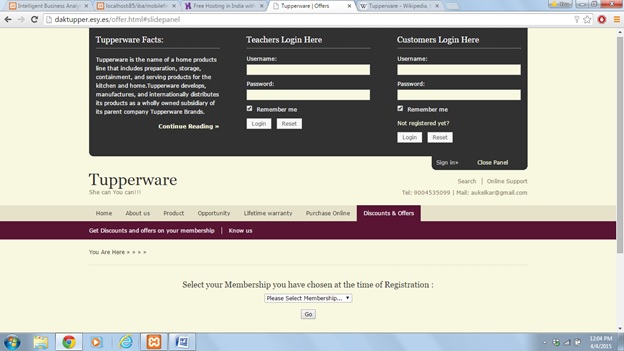 Intelligent Business Analy
localhost:85/sia/mobile/
Free Hosting in India with
Tupperware | Offers
Tupperware - Wikipedia,
daktupper.esy.es/offer.html#slidepanel
Tupperware Facts:
Teachers Login Here
Customers Login Here
Tupperware is the name of a home products
line that includes preparation, storage,
containment, and serving products for the
kitchen and home.Tupperware develops,
manufactures, and internationally distributes
its products as a wholly owned subsidiary of
its parent company Tupperware Brands.
Continue Reading »
Username:
Password:
Remember me
Login Reset
Username:
Password:
Remember me
Not registered yet?
Login Reset
Sign in» Close Panel
Tupperware
She can You can!!!
Search | Online Support
Tel: 9004535099 | Mail: aukelkar@gmail.com
Home About us Product Opportunity Lifetime warranty Purchase Online Discounts & Offers
Get Discounts and offers on your membership Know us
You Are Here » » » »
Select your Membership you have chosen at the time of Registration :
Please Select Membership...
Go
12:04 PM
4/4/2015